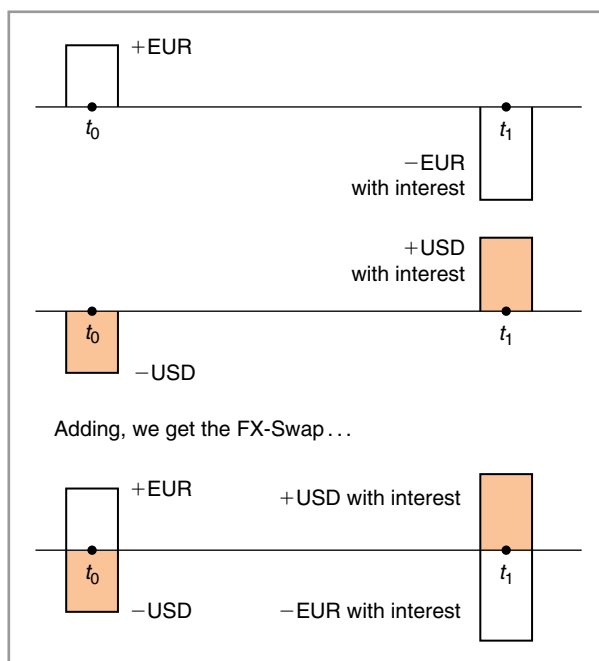 +EUR
t0
t1
−EUR
with interest
+USD
with interest
t0
t1
−USD
Adding, we get the FX-Swap...
+EUR
+USD with interest
t0
t1
−USD
−EUR with interest